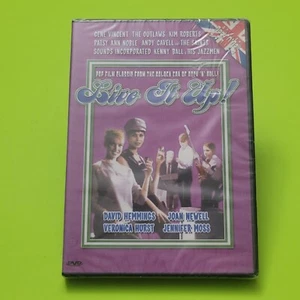 GENE VINCENT THE OUTLAWS KIM ROBERTS
PATSY ANN NOBLE ANDY CAVELL THE SAINTS
SOUNDS INCORPORATED KENNY BALL HIS JAZZMEN
POP FILM CLASSIC FROM THE GOLDEN ERA OF ROCK 'N' ROLL!
Live It Up!
DAVID HEMMINGS JOAN NEWELL
VERONICA HURST JENNIFER MOSS
DVD